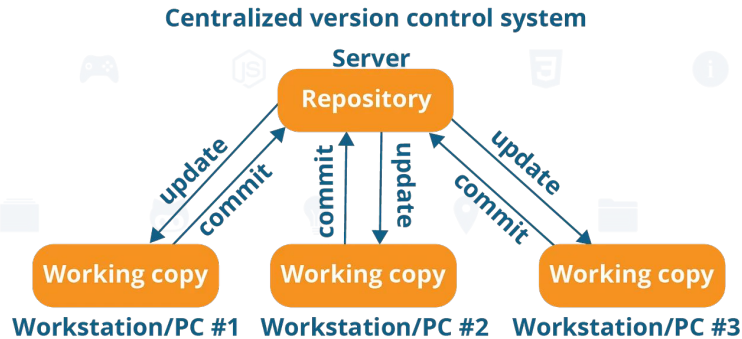 Centralized version control system
Server
Repository
update
commit
commit
update
update
commit
Working copy
Working copy
Working copy
Workstation/PC #1
Workstation/PC #2
Workstation/PC #3